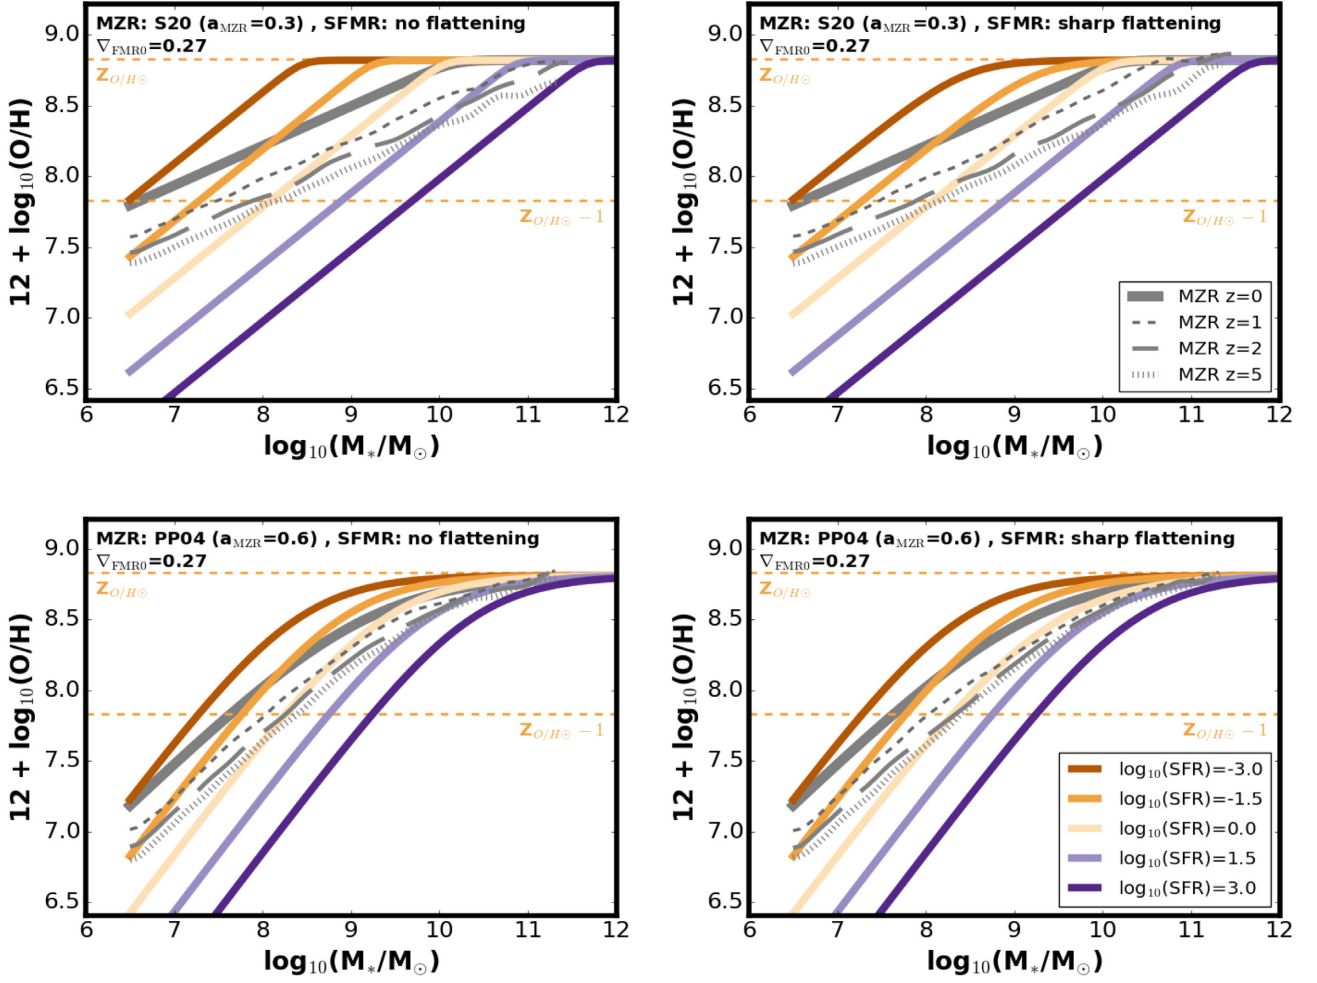 MZR: S20 (a_MZR=0.3) , SFMR: no flattening
∇_FMR0=0.27
Z_O/H⊙
Z_O/H⊙ − 1
9.0
8.5
8.0
7.5
7.0
6.5
6 7 8 9 10 11 12
12 + log₁₀(O/H)
log₁₀(M_*/M_⊙)
MZR: S20 (a_MZR=0.3) , SFMR: sharp flattening
∇_FMR0=0.27
Z_O/H⊙ − 1
9.0
8.5
8.0
7.5
7.0
6.5
MZR z=0
MZR z=1
MZR z=2
MZR z=5
6 7 8 9 10 11 12
12 + log₁₀(O/H)
log₁₀(M_*/M_⊙)
MZR: PP04 (a_MZR=0.6) , SFMR: no flattening
∇_FMR0=0.27
Z_O/H⊙
Z_O/H⊙ − 1
9.0
8.5
8.0
7.5
7.0
6.5
6 7 8 9 10 11 12
12 + log₁₀(O/H)
log₁₀(M_*/M_⊙)
MZR: PP04 (a_MZR=0.6) , SFMR: sharp flattening
∇_FMR0=0.27
Z_O/H⊙ − 1
9.0
8.5
8.0
7.5
7.0
6.5
log₁₀(SFR)=-3.0
log₁₀(SFR)=-1.5
log₁₀(SFR)=0.0
log₁₀(SFR)=1.5
log₁₀(SFR)=3.0
6 7 8 9 10 11 12
12 + log₁₀(O/H)
log₁₀(M_*/M_⊙)